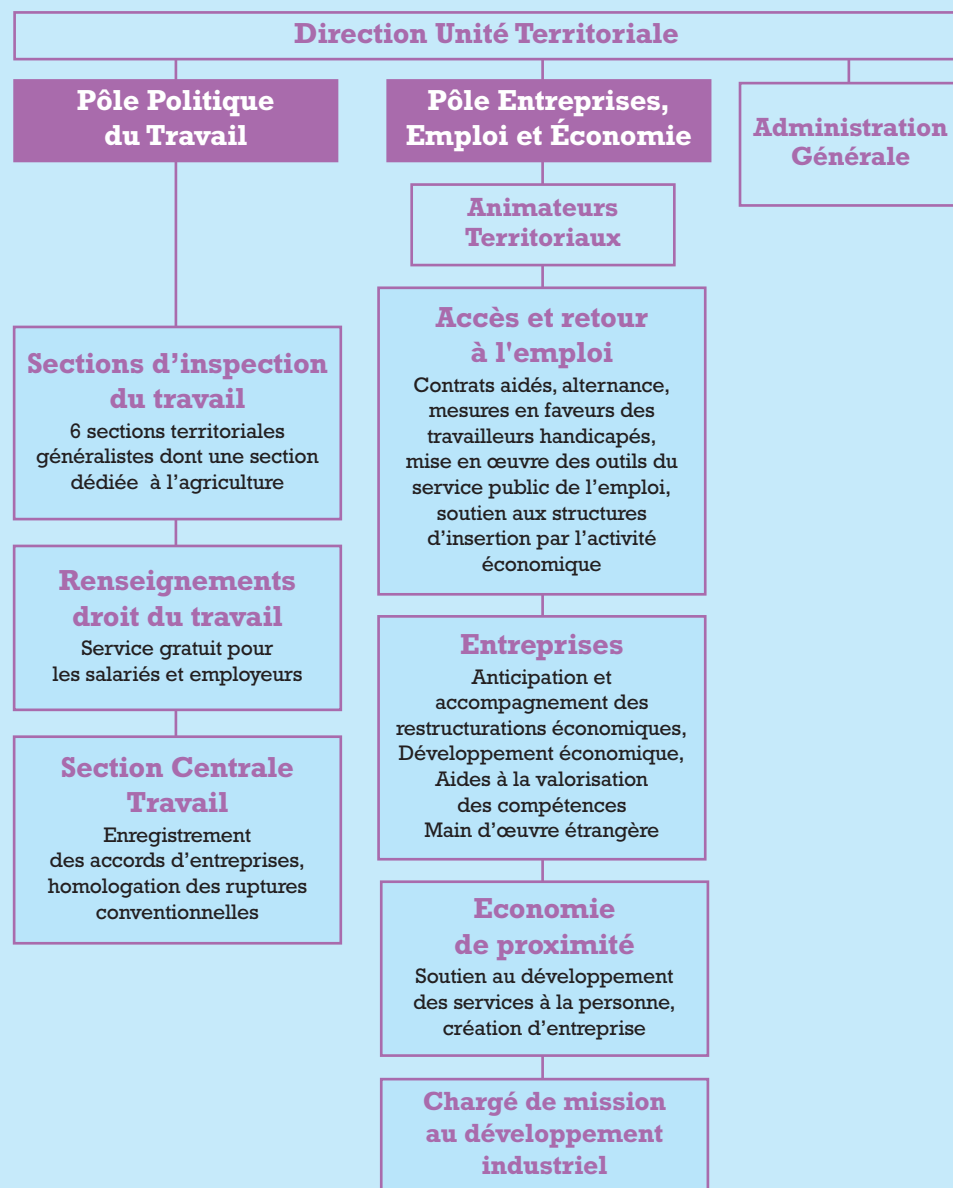 Direction Unité Territoriale
Pôle Politique
du Travail
Sections d’inspection
du travail
6 sections territoriales
généralistes dont une section
dédiée à l’agriculture
Renseignements
droit du travail
Service gratuit pour
les salariés et employeurs
Section Centrale
Travail
Enregistrement
des accords d’entreprises,
homologation des ruptures
conventionnelles
Pôle Entreprises,
Emploi et Économie
Animateurs
Territoriaux
Accès et retour
à l'emploi
Contrats aidés, alternance,
mesures en faveurs des
travailleurs handicapés,
mise en œuvre des outils du
service public de l’emploi,
soutien aux structures
d’insertion par l’activité
économique
Entreprises
Anticipation et
accompagnement des
restructurations économiques,
Développement économique,
Aides à la valorisation
des compétences
Main d’œuvre étrangère
Economie
de proximité
Soutien au développement
des services à la personne,
création d’entreprise
Chargé de mission
au développement
industriel
Administration
Générale